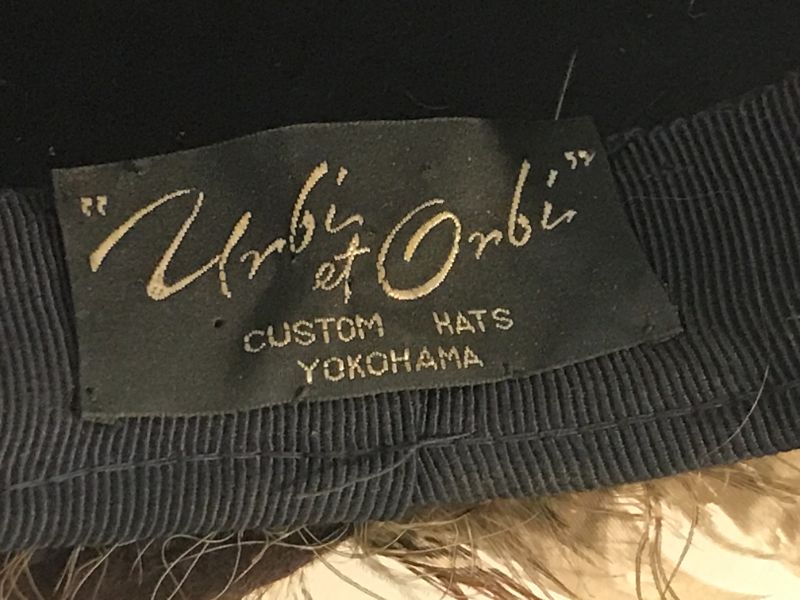 "Urbi
et Orbi"
CUSTOM HATS
YOKOHAMA